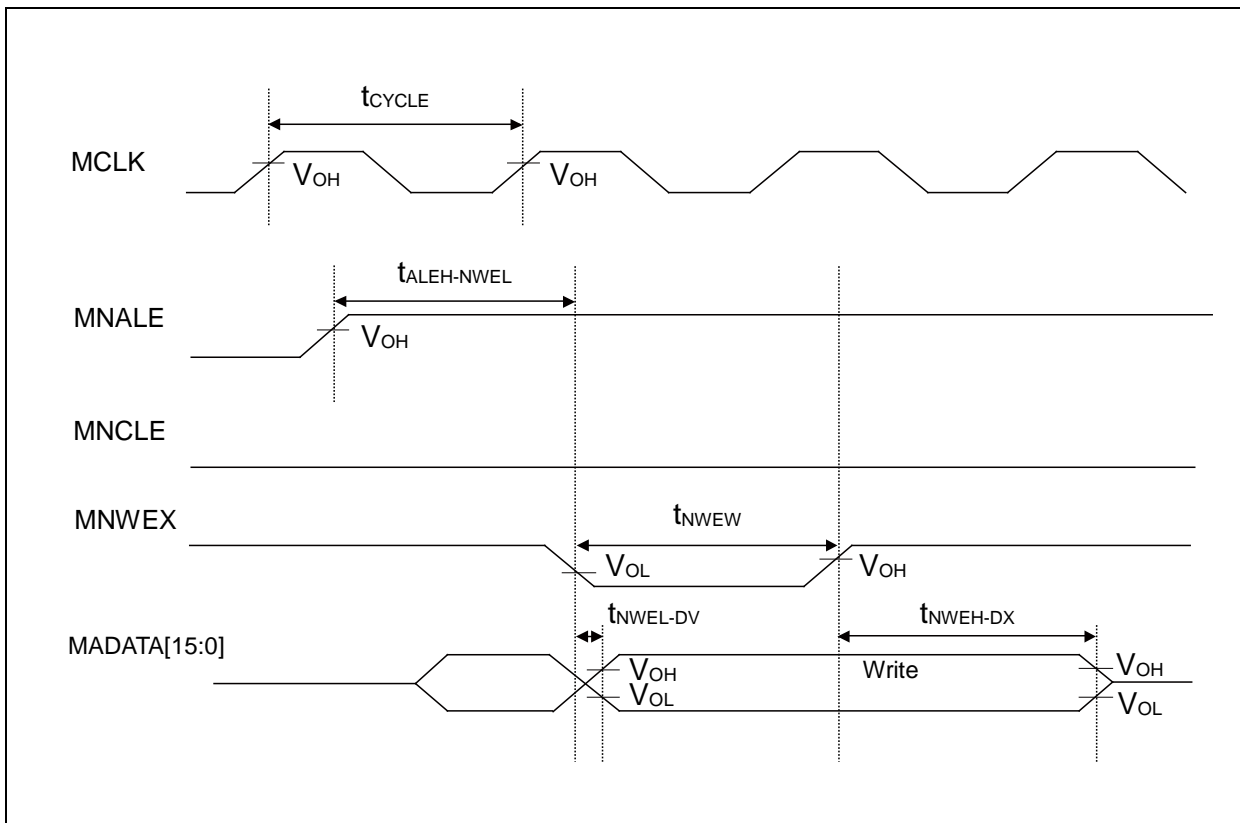 tCYCLE
MCLK
VOH VOH
tALEH-NWEL
MNALE
VOH
MNCLE
tNWEW
MNWEX
VOL VOH
tNWEL-DV tNWEH-DX
MADATA[15:0]
VOH Write VOH
VOL VOL